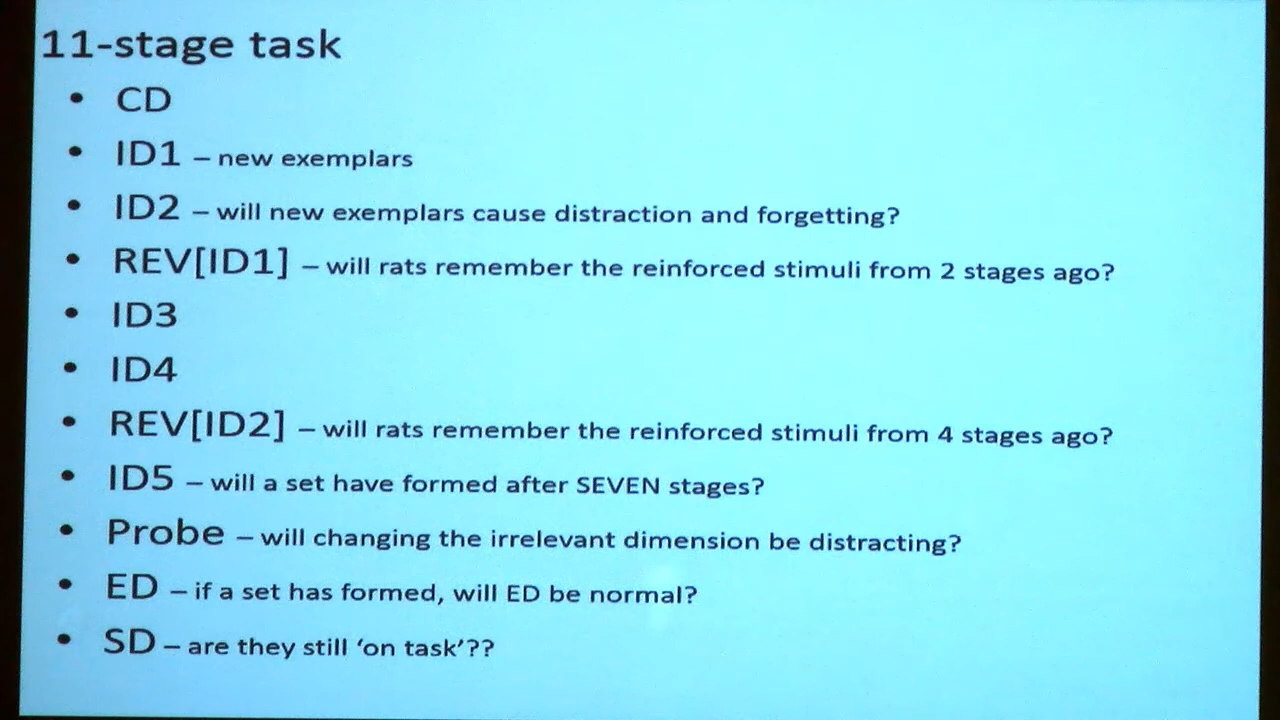 11-stage task
• CD
• ID1 – new exemplars
• ID2 – will new exemplars cause distraction and forgetting?
• REV[ID1] – will rats remember the reinforced stimuli from 2 stages ago?
• ID3
• ID4
• REV[ID2] – will rats remember the reinforced stimuli from 4 stages ago?
• ID5 – will a set have formed after SEVEN stages?
• Probe – will changing the irrelevant dimension be distracting?
• ED – if a set has formed, will ED be normal?
• SD – are they still ‘on task’??